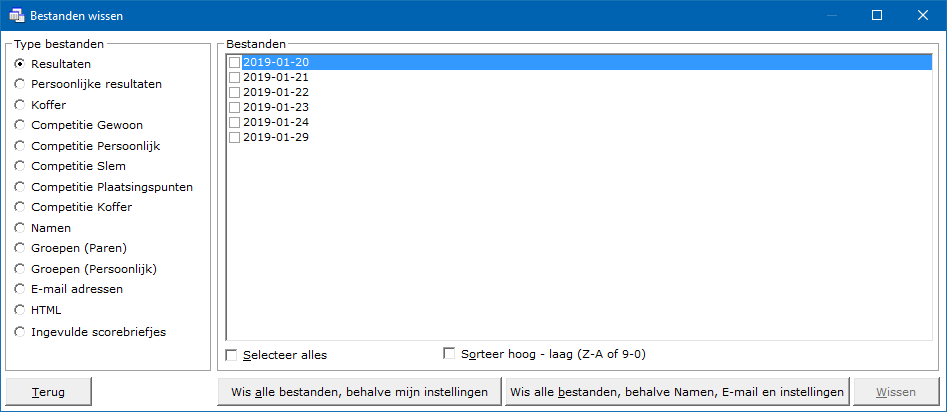 Bestanden wissen
Type bestanden
Resultaten
Persoonlijke resultaten
Koffer
Competitie Gewoon
Competitie Persoonlijk
Competitie Slem
Competitie Plaatsingspunten
Competitie Koffer
Namen
Groepen (Paren)
Groepen (Persoonlijk)
E-mail adressen
HTML
Ingevulde scorebriefjes
Bestanden
2019-01-20
2019-01-21
2019-01-22
2019-01-23
2019-01-24
2019-01-29
Selecteer alles
Sorteer hoog - laag (Z-A of 9-0)
Terug
Wis alle bestanden, behalve mijn instellingen
Wis alle bestanden, behalve Namen, E-mail en instellingen
Wissen